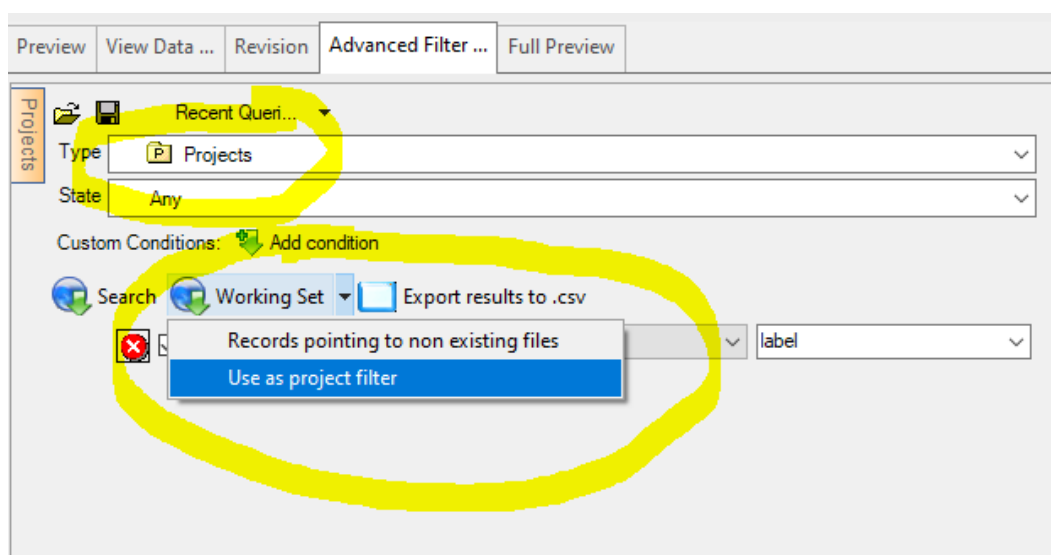 Preview View Data ... Revision Advanced Filter ... Full Preview
Projects
Recent Queri...
Type P Projects
State Any
Custom Conditions: Add condition
Search Working Set Export results to .csv
Records pointing to non existing files
label
Use as project filter